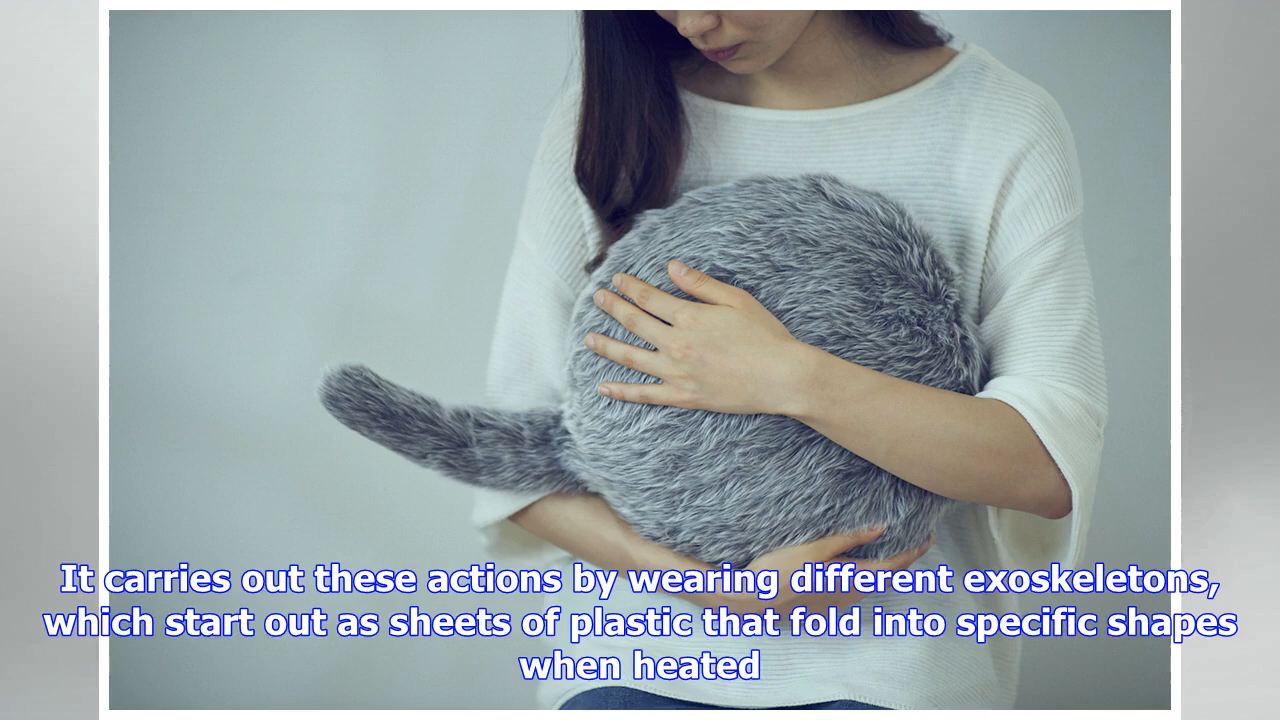 It carries out these actions by wearing different exoskeletons,
which start out as sheets of plastic that fold into specific shapes
when heated